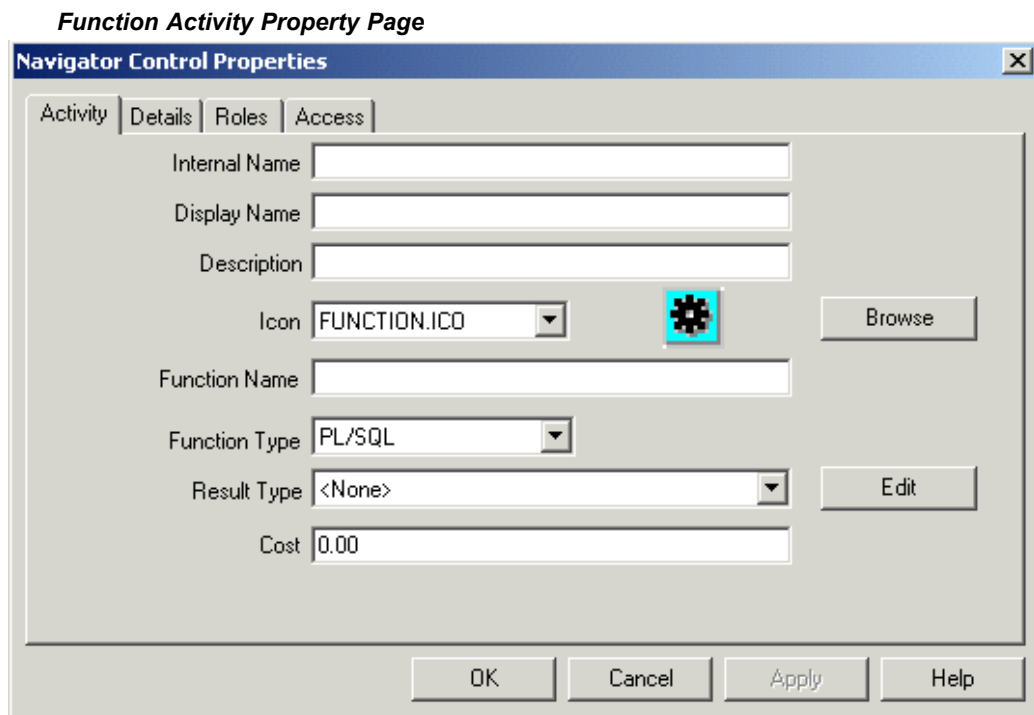 Function Activity Property Page
Navigator Control Properties
Activity Details Roles Access
Internal Name
Display Name
Description
Icon FUNCTION.ICO Browse
Function Name
Function Type PL/SQL
Result Type <None> Edit
Cost 0.00
OK Cancel Apply Help